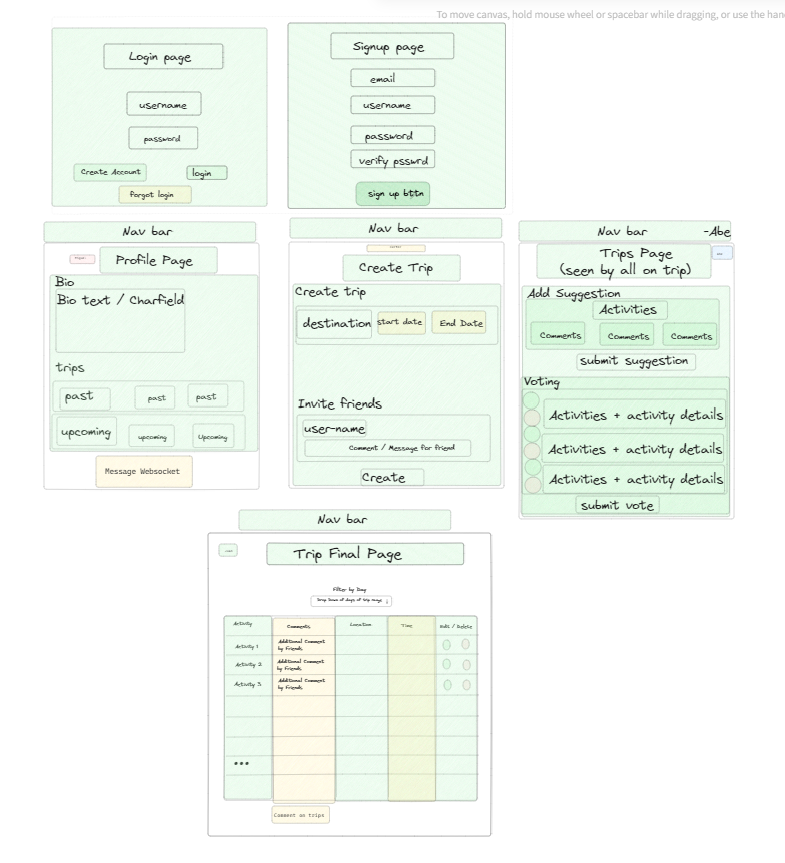 To move canvas, hold mouse wheel or spacebar while dragging, or use the han
Login page
username
password
Create Account
login
forgot login
Signup page
email
username
password
verify psswrd
sign up bttn
Nav bar
Profile Page
Bio
Bio text / Charfield
trips
past
past
past
upcoming
upcoming
Upcoming
Message Websocket
Nav bar
Create Trip
Create trip
destination
start date
End Date
Invite friends
user-name
Comment / Message for friend
Create
Nav bar
-Abe
Trips Page
(seen by all on trip)
Add Suggestion
Activities
Comments
Comments
Comments
submit suggestion
Voting
Activities + activity details
Activities + activity details
Activities + activity details
submit vote
Nav bar
Trip Final Page
Filter by Day
Drop Down of days of trip range
Activity
Comments
Location
Time
Edit / Delete
Activity 1
Additional Comment
by friends
Activity 2
Additional Comment
by friends
Activity 3
Additional Comment
by friends
...
Comment on trips